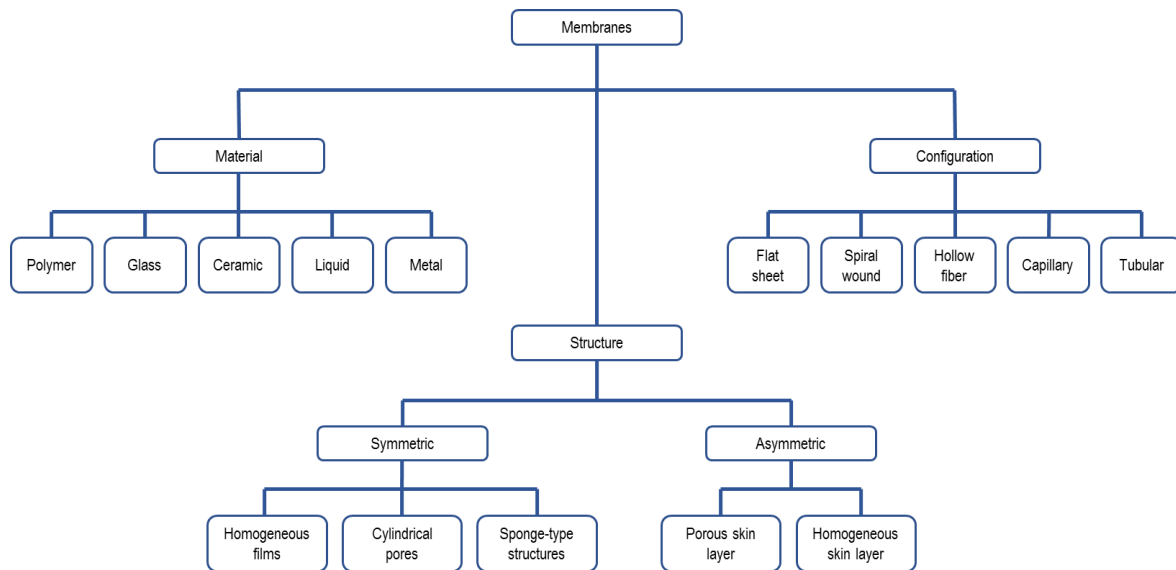 Membranes
Material
Configuration
Polymer
Glass
Ceramic
Liquid
Metal
Flat
sheet
Spiral
wound
Hollow
fiber
Capillary
Tubular
Structure
Symmetric
Asymmetric
Homogeneous
films
Cylindrical
pores
Sponge-type
structures
Porous skin
layer
Homogeneous
skin layer